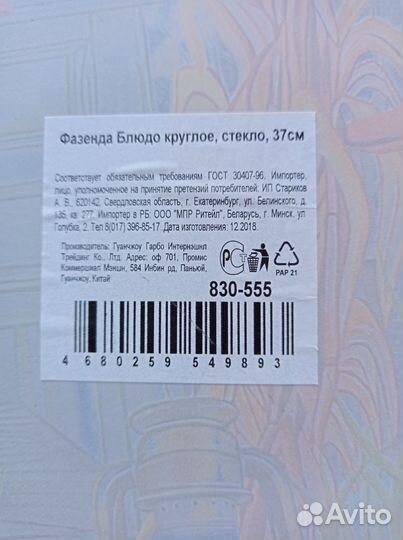 Фазенда Блюдо круглое, стекло, 37см
Соответствует обязательным требованиям ГОСТ 30407-96. Импортер,
лицо, уполномоченное на принятие претензий потребителей: ИП Стариков
А. В., 620142, Свердловская область, г. Екатеринбург, ул. Белинского, д.
135, кв. 277. Импортер в РБ: ООО "МПР Ритейл", Беларусь, г. Минск. ул
Голубка, 2. Тел 8(017) 396-85-17. Дата изготовления: 12.2018.
Производитель: Гуанчжоу Гарбо Интернэшнл
Трейдинг Ко., Лтд. Адрес: оф 701, Промис
Коммершиал Мэншн, 584 Инбин рд, Паньюй,
Гуанчжоу, Китай
РСТ
PAP 21
830-555
4 680259 549893
Avito